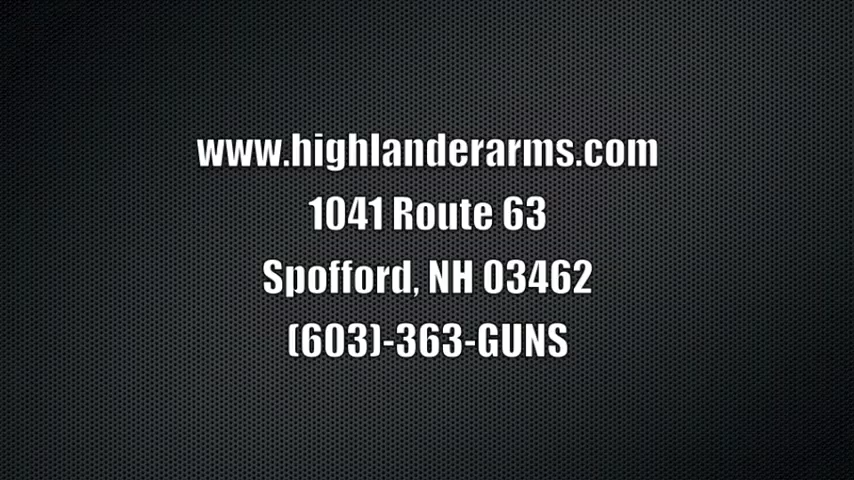 www.highlanderarms.com
1041 Route 63
Spofford, NH 03462
(603)-363-GUNS